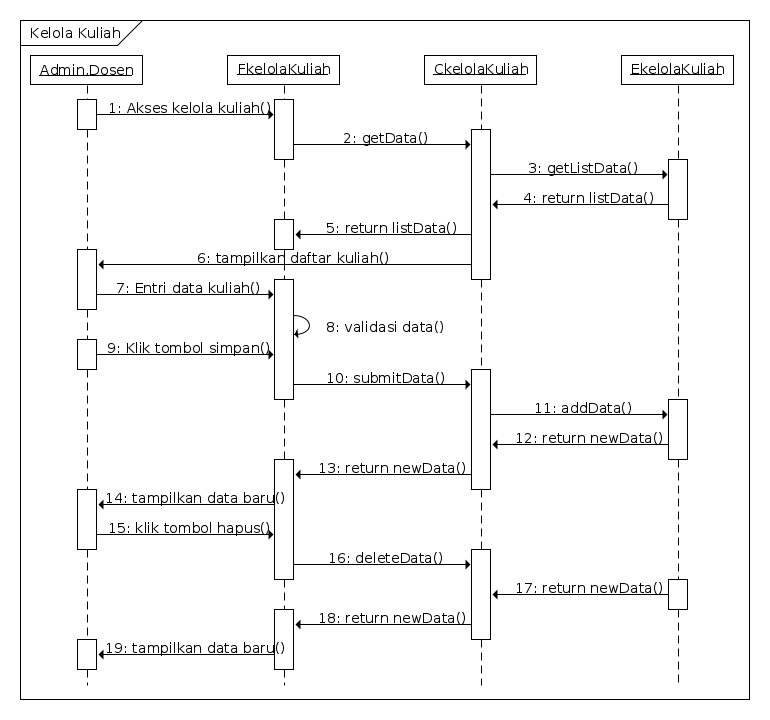 Kelola Kuliah
Admin.Dosen
FkelolaKuliah
CkelolaKuliah
EkelolaKuliah
1: Akses kelola kuliah()
2: getData()
3: getListData()
4: return listData()
5: return listData()
6: tampilkan daftar kuliah()
7: Entri data kuliah()
8: validasi data()
9: Klik tombol simpan()
10: submitData()
11: addData()
12: return newData()
13: return newData()
14: tampilkan data baru()
15: klik tombol hapus()
16: deleteData()
17: return newData()
18: return newData()
19: tampilkan data baru()